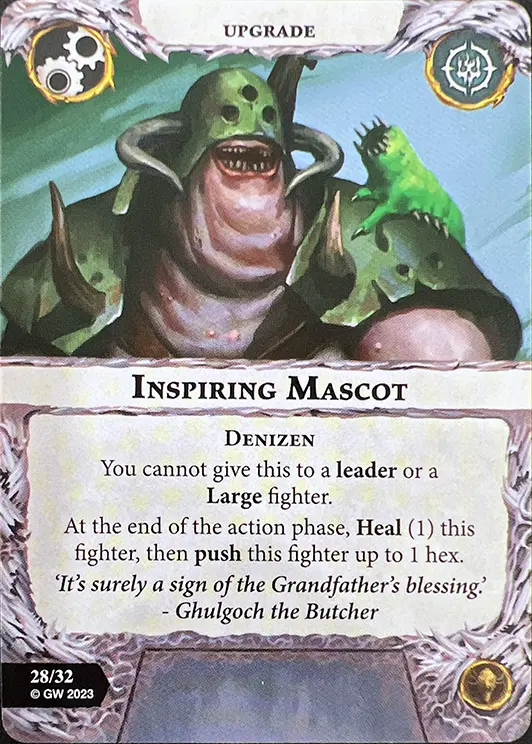 UPGRADE
INSPIRING MASCOT
DENIZEN
You cannot give this to a leader or a
Large fighter.
At the end of the action phase, Heal (1) this
fighter, then push this fighter up to 1 hex.
‘It’s surely a sign of the Grandfather’s blessing.’
- Ghulgoch the Butcher
28/32
© GW 2023